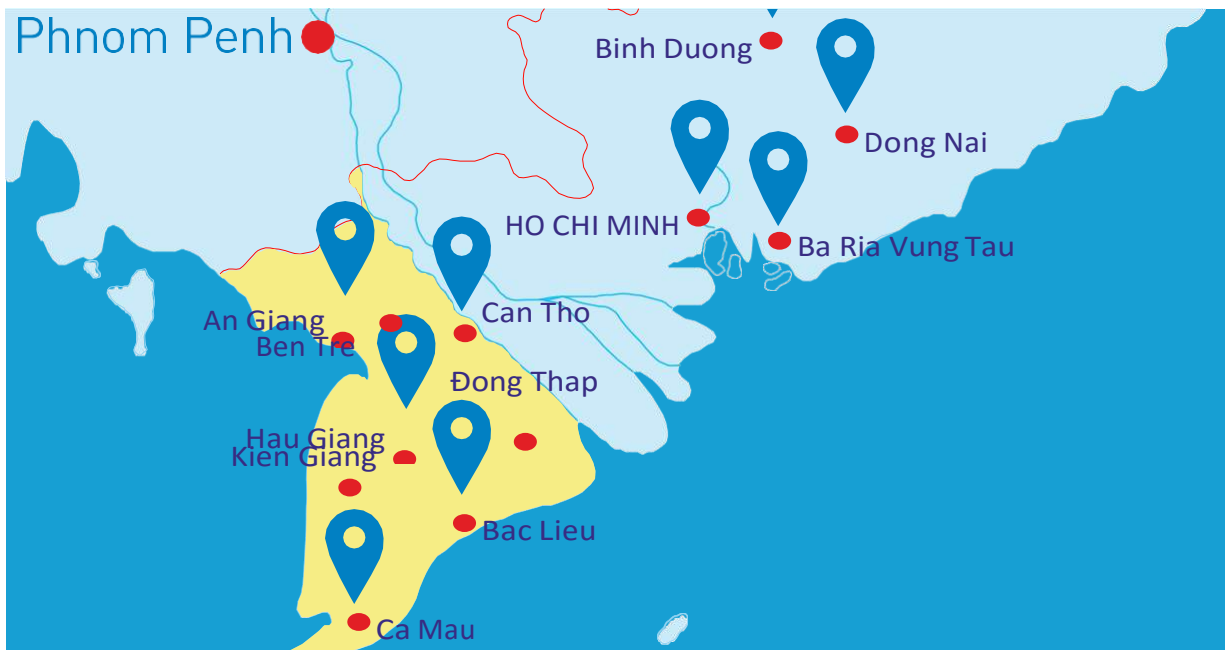 Phnom Penh
Binh Duong
Dong Nai
HO CHI MINH
Ba Ria Vung Tau
An Giang
Can Tho
Ben Tre
Đong Thap
Hau Giang
Kien Giang
Bac Lieu
Ca Mau